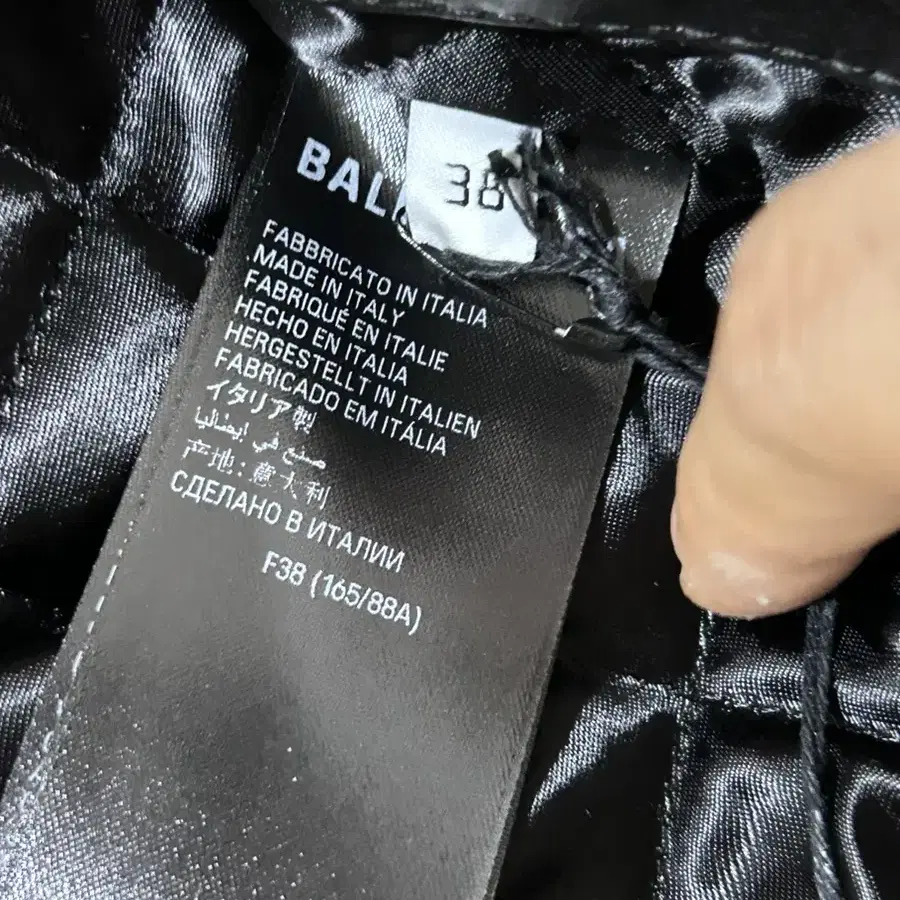 BAL
38
FABBRICATO IN ITALIA
MADE IN ITALY
FABRIQUÉ EN ITALIE
HECHO EN ITALIA
HERGESTELLT IN ITALIEN
FABRICADO EM ITÁLIA
イタリア製
صنع في إيطاليا
产地：意大利
СДЕЛАНО В ИТАЛИИ
F38 (165/88A)